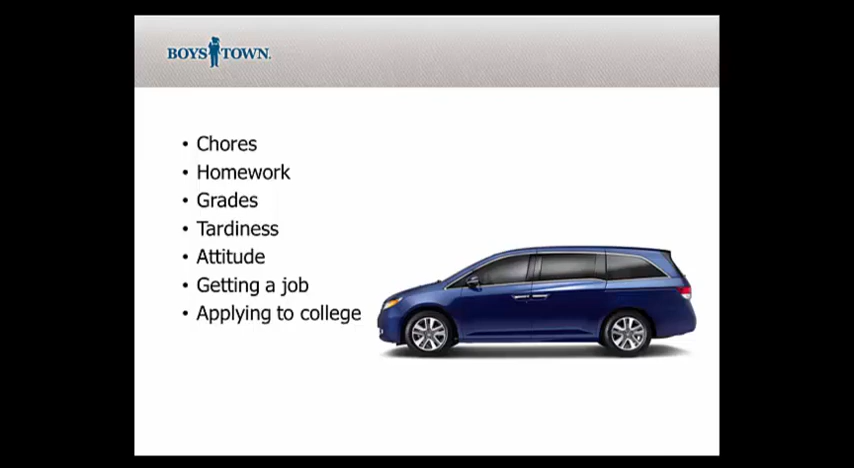 BOYS TOWN.
• Chores
• Homework
• Grades
• Tardiness
• Attitude
• Getting a job
• Applying to college